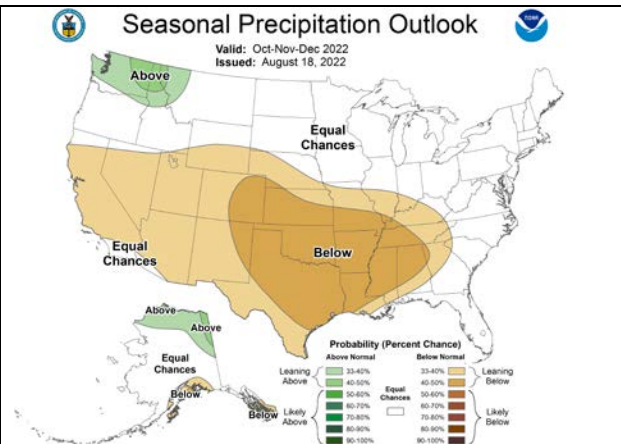 Seasonal Precipitation Outlook
Valid: Oct-Nov-Dec 2022
Issued: August 18, 2022
NOAA
Above
Equal
Chances
Equal
Chances
Below
Above
Above
Equal
Chances
Below
Below
Probability (Percent Chance)
Above Normal Below Normal
Leaning
Above
33-40% 33-40%
40-50% 40-50%
Leaning
Below
Equal
Chances
Likely
Above
50-60% 50-60%
60-70% 60-70%
70-80% 70-80%
80-90% 80-90%
90-100% 90-100%
Likely
Below